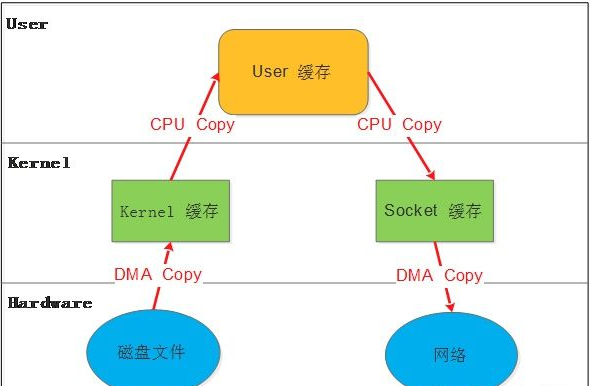 User
User 缓存
CPU Copy
CPU Copy
Kernel
Kernel 缓存
Socket 缓存
DMA Copy
DMA Copy
Hardware
磁盘文件
网络